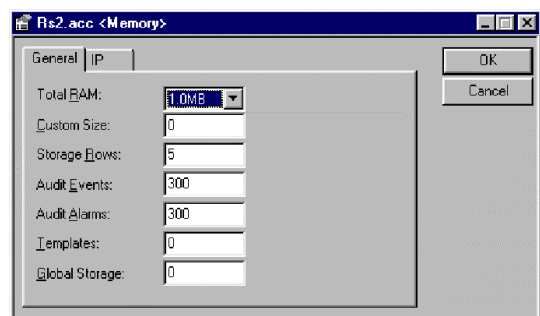 Rs2.acc <Memory>
General IP
OK
Cancel
Total RAM: 1.0MB
Custom Size: 0
Storage Rows: 5
Audit Events: 300
Audit Alarms: 300
Templates: 0
Global Storage: 0